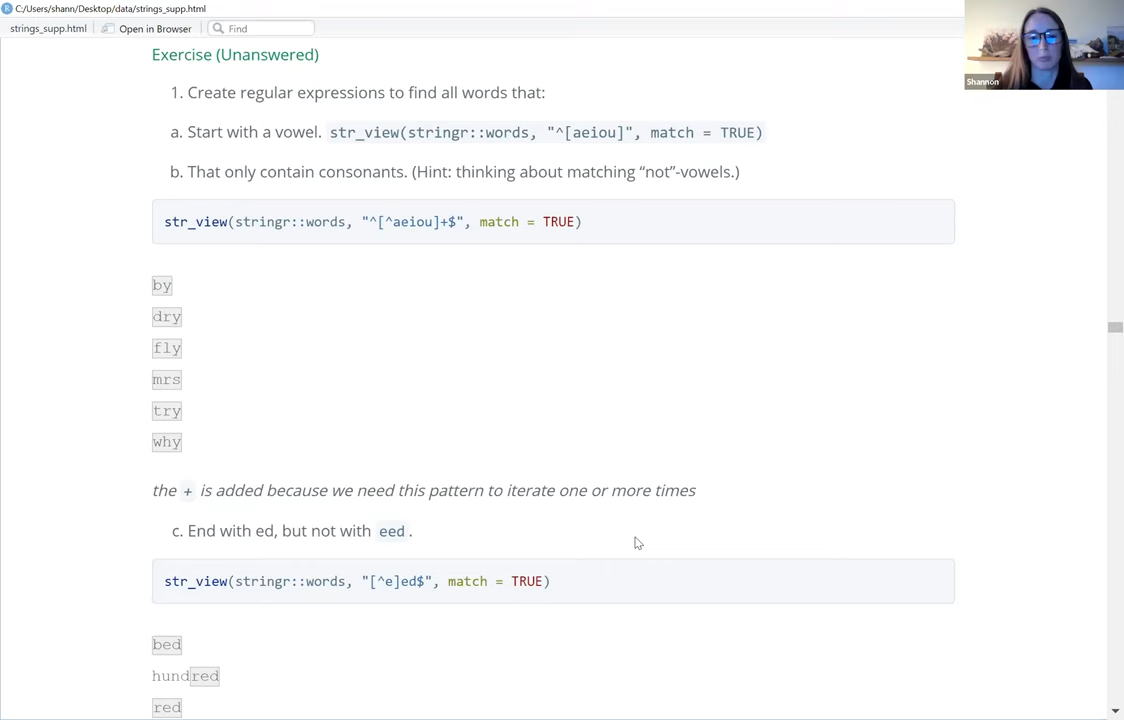 C:/Users/shann/Desktop/data/strings_supp.html
strings_supp.html Open in Browser Find
Shannon
Exercise (Unanswered)
1. Create regular expressions to find all words that:
a. Start with a vowel. str_view(stringr::words, "^[aeiou]", match = TRUE)
b. That only contain consonants. (Hint: thinking about matching “not”-vowels.)
str_view(stringr::words, "^[^aeiou]+$", match = TRUE)
by
dry
fly
mrs
try
why
the + is added because we need this pattern to iterate one or more times
c. End with ed, but not with eed.
str_view(stringr::words, "[^e]ed$", match = TRUE)
bed
hundred
red